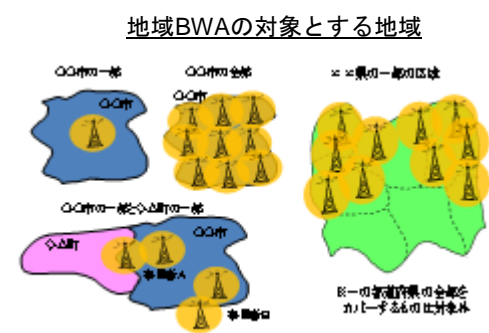 地域BWAの対象とする地域
○○市の一部
○○市の全部
××県の一部の区域
○○市
○○市
○○市の一部と◇△町の一部
○○市
◇△町
事業者A
事業者B
※一の都道府県の全部を
カバーするものは対象外